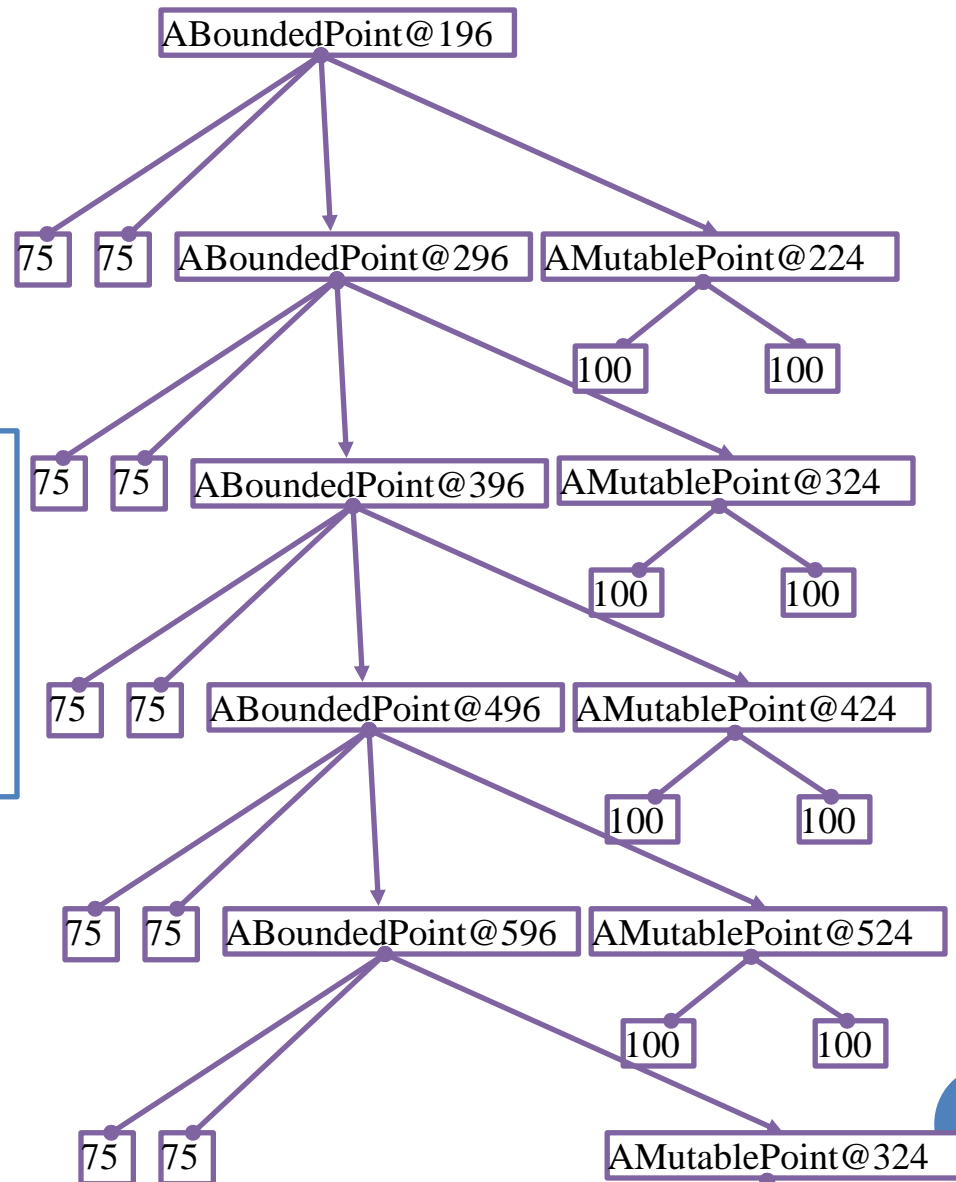 ABoundedPoint@196
75 75 ABoundedPoint@296 AMutablePoint@224
100 100
75 75 ABoundedPoint@396 AMutablePoint@324
100 100
75 75 ABoundedPoint@496 AMutablePoint@424
100 100
75 75 ABoundedPoint@596 AMutablePoint@524
100 100
75 75 AMutablePoint@324